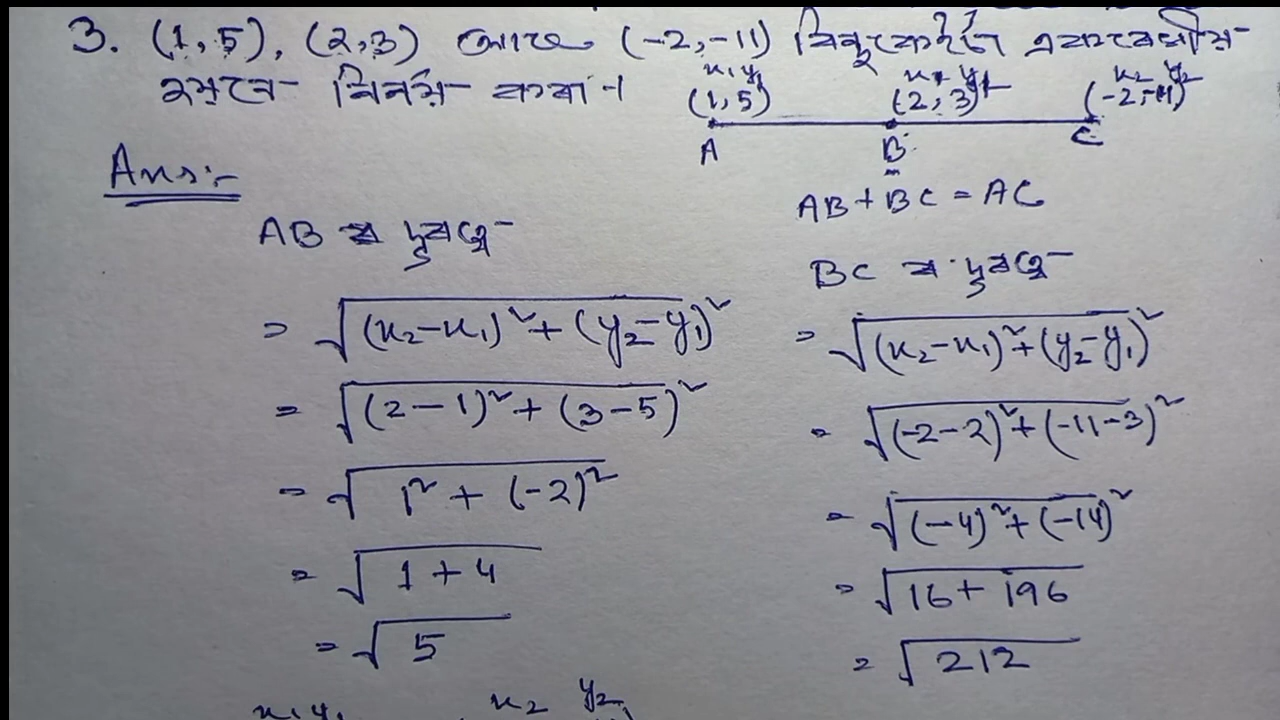 3. (1,5), (2,3) আৰু (-2,-11) বিন্দুকেইটা একৰেখীয়
হয়নে নিৰ্ণয় কৰা।
x₁ y₁
(1,5)
(2,3)
x₂ y₂
(-2,-11)
A B C
Ans:-
AB + BC = AC
AB ৰ দূৰত্ব
= √(x₂-x₁)² + (y₂-y₁)²
= √(2-1)² + (3-5)²
= √1² + (-2)²
= √1 + 4
= √5
BC ৰ দূৰত্ব
= √(x₂-x₁)² + (y₂-y₁)²
= √(-2-2)² + (-11-3)²
= √(-4)² + (-14)²
= √16 + 196
= √212
x₁ y₁ x₂ y₂